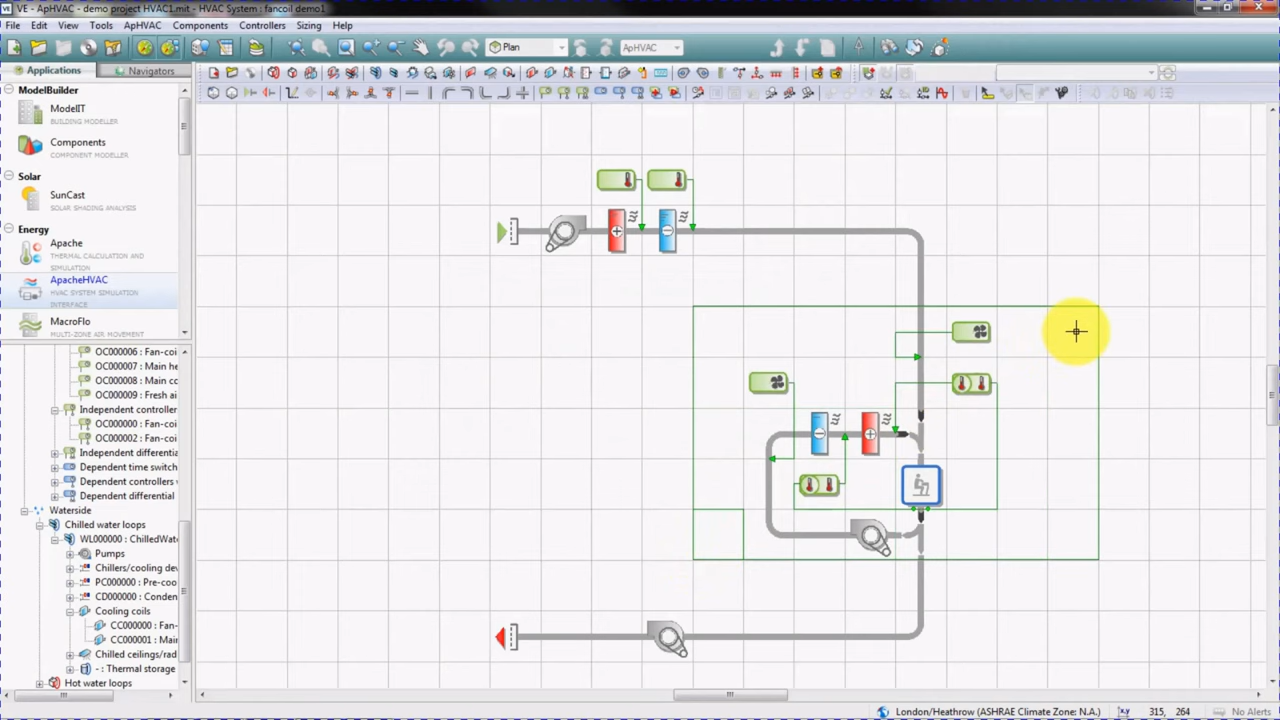 VE - ApHVAC - demo project HVAC1.mit - HVAC System : fancoil demo1
File Edit View Tools ApHVAC Components Controllers Sizing Help
Plan ApHVAC
Applications Navigators
ModelBuilder
ModelIT
BUILDING MODELLER
Components
COMPONENT MODELLER
Solar
SunCast
SOLAR SHADING ANALYSIS
Energy
Apache
THERMAL CALCULATION AND
SIMULATION
ApacheHVAC
HVAC SYSTEM SIMULATION
INTERFACE
MacroFlo
MULTI-ZONE AIR MOVEMENT
OC000006 : Fan-coi
OC000007 : Main he
OC000008 : Main co
OC000009 : Fresh ai
Independent controller
OC000000 : Fan-coi
OC000002 : Fan-coi
Independent differentia
Dependent time switch
Dependent controllers
Dependent differential
Waterside
Chilled water loops
WL000000 : ChilledWat
Pumps
Chillers/cooling dev
PC000000 : Pre-coo
CD000000 : Conden
Cooling coils
CC000000 : Fan-
CC000001 : Mai
Chilled ceilings/rad
- : Thermal storage
Hot water loops
London/Heathrow (ASHRAE Climate Zone: N.A.) x,y 315, 264 No Alerts